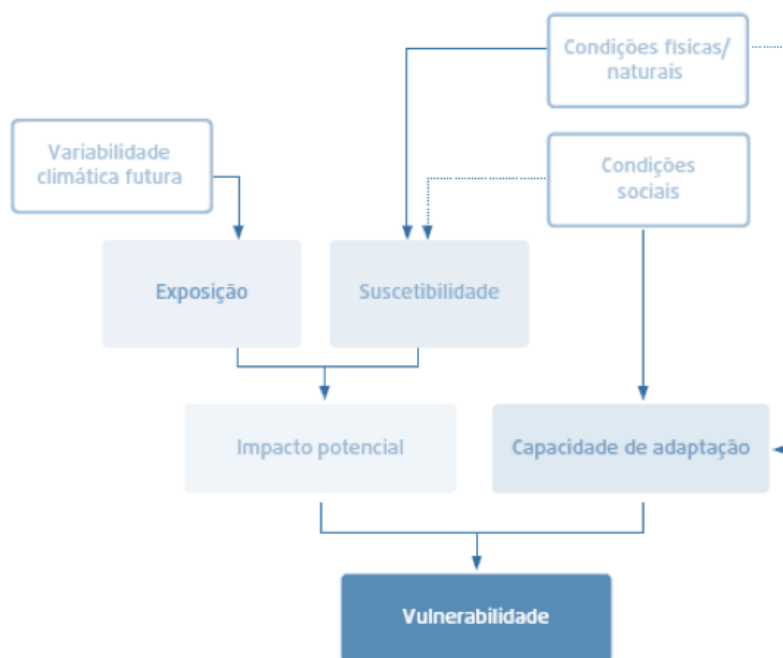 Condições físicas/
naturais
Variabilidade
climática futura
Condições
sociais
Exposição
Suscetibilidade
Impacto potencial
Capacidade de adaptação
Vulnerabilidade